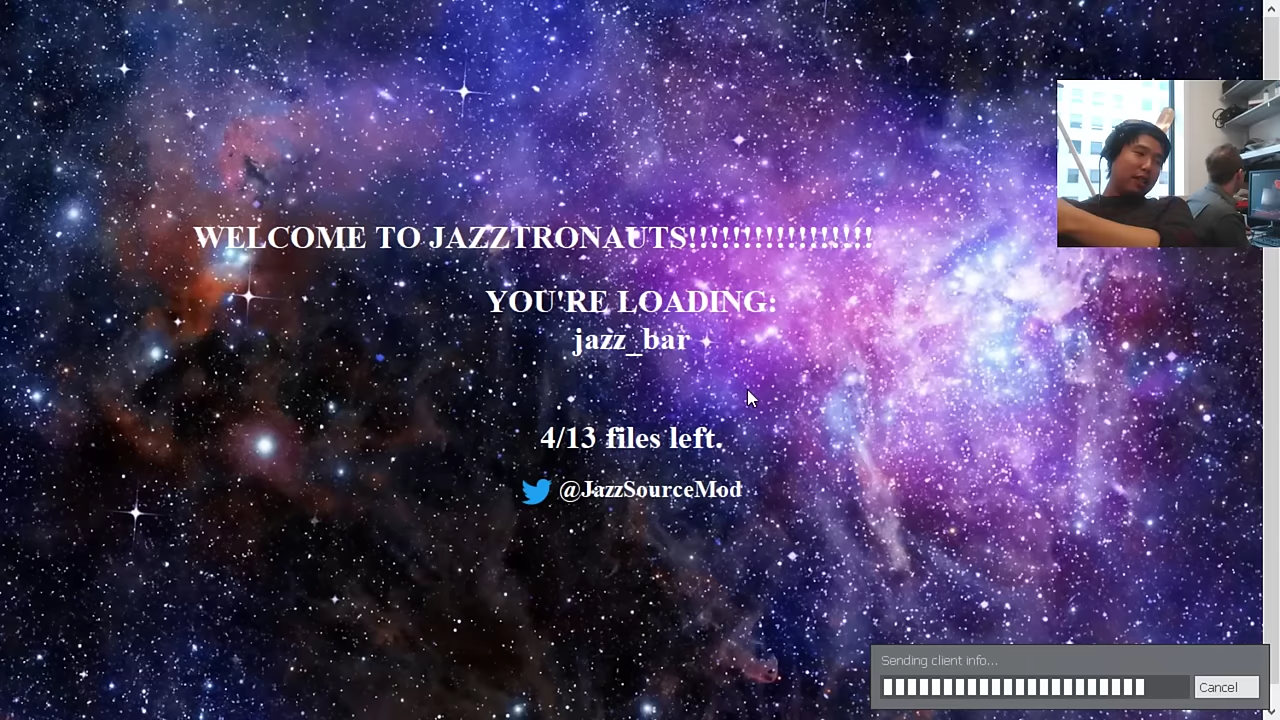 WELCOME TO JAZZTRONAUTS!!!!!!!!!!!!!!!!!
YOU'RE LOADING:
jazz_bar
4/13 files left.
@JazzSourceMod
Sending client info...
Cancel